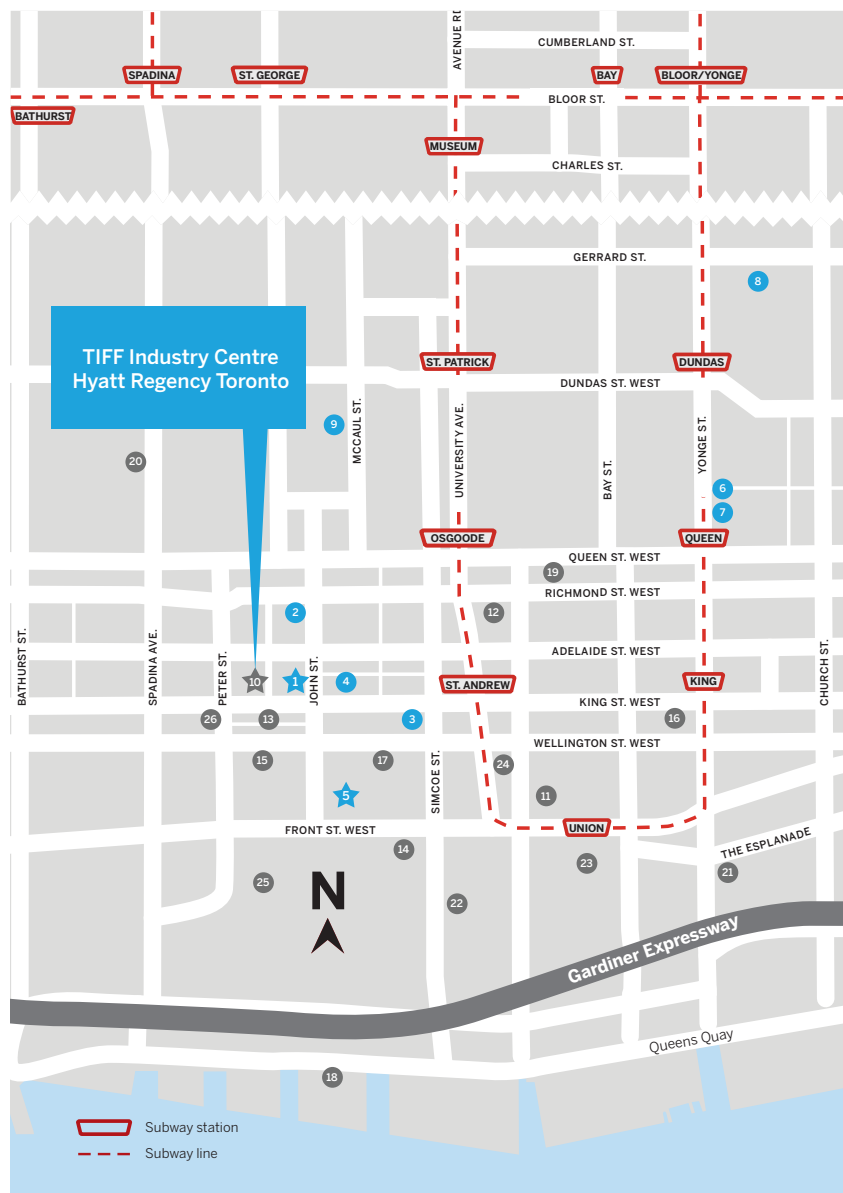 AVENUE RD
CUMBERLAND ST.
SPADINA
ST. GEORGE
BAY
BLOOR/YONGE
BLOOR ST.
BATHURST
MUSEUM
CHARLES ST.
GERRARD ST.
8
TIFF Industry Centre
Hyatt Regency Toronto
ST. PATRICK
DUNDAS
DUNDAS ST. WEST
9
MCCAUL ST.
UNIVERSITY AVE.
BAY ST.
YONGE ST.
20
6
7
OSGOODE
QUEEN
QUEEN ST. WEST
19
RICHMOND ST. WEST
2
12
ADELAIDE ST. WEST
BATHURST ST.
SPADINA AVE.
PETER ST.
10
1
JOHN ST.
4
ST. ANDREW
KING
CHURCH ST.
KING ST. WEST
26
13
3
16
WELLINGTON ST. WEST
15
17
SIMCOE ST.
24
5
11
FRONT ST. WEST
UNION
THE ESPLANADE
14
23
21
25
N
22
Gardiner Expressway
Queens Quay
18
Subway station
Subway line